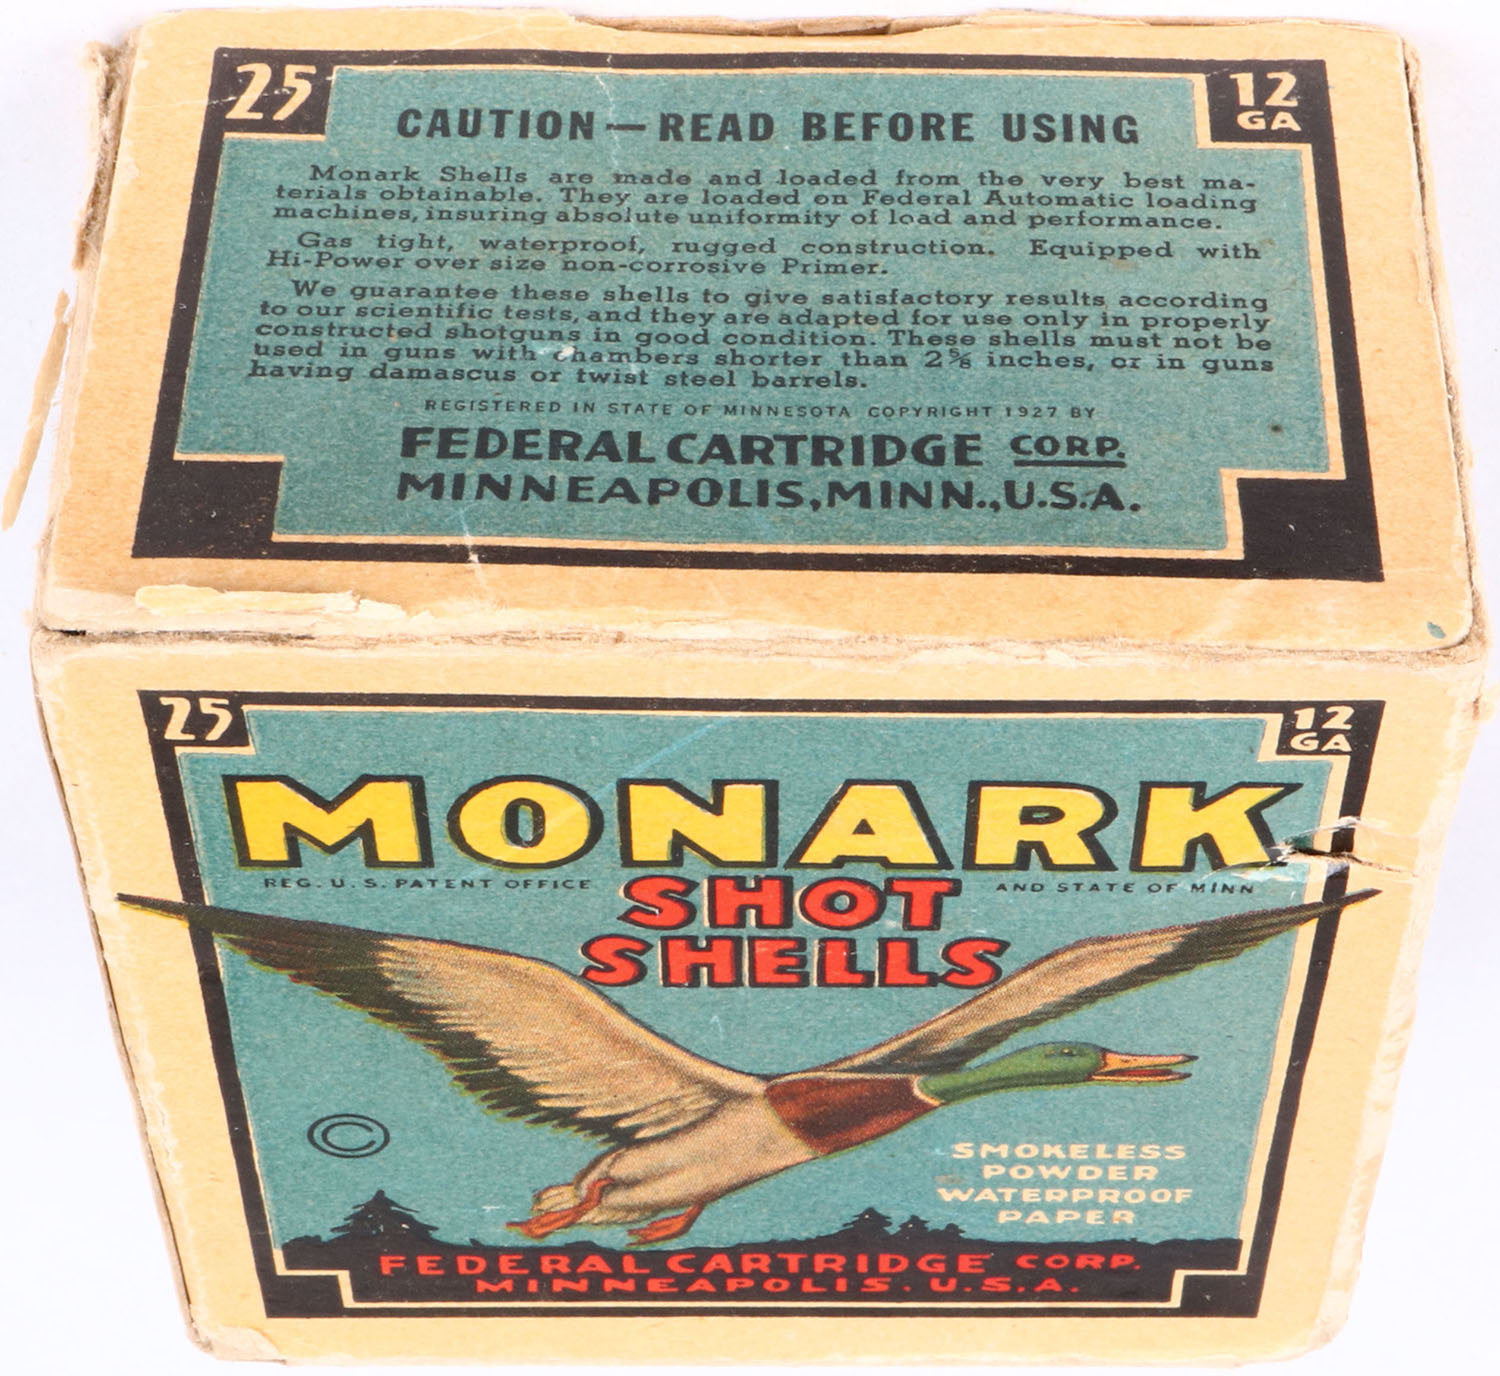 25
12
GA
CAUTION—READ BEFORE USING
Monark Shells are made and loaded from the very best ma-
terials obtainable. They are loaded on Federal Automatic loading
machines, insuring absolute uniformity of load and performance.
Gas tight, waterproof, rugged construction. Equipped with
Hi-Power over size non-corrosive Primer.
We guarantee these shells to give satisfactory results according
to our scientific tests, and they are adapted for use only in properly
constructed shotguns in good condition. These shells must not be
used in guns with chambers shorter than 2⅝ inches, or in guns
having damascus or twist steel barrels.
REGISTERED IN STATE OF MINNESOTA COPYRIGHT 1927 BY
FEDERAL CARTRIDGE CORP.
MINNEAPOLIS, MINN., U.S.A.
25
12
GA
MONARK
REG. U. S. PATENT OFFICE
AND STATE OF MINN
SHOT
SHELLS
©
SMOKELESS
POWDER
WATERPROOF
PAPER
FEDERAL CARTRIDGE CORP.
MINNEAPOLIS. U.S.A.